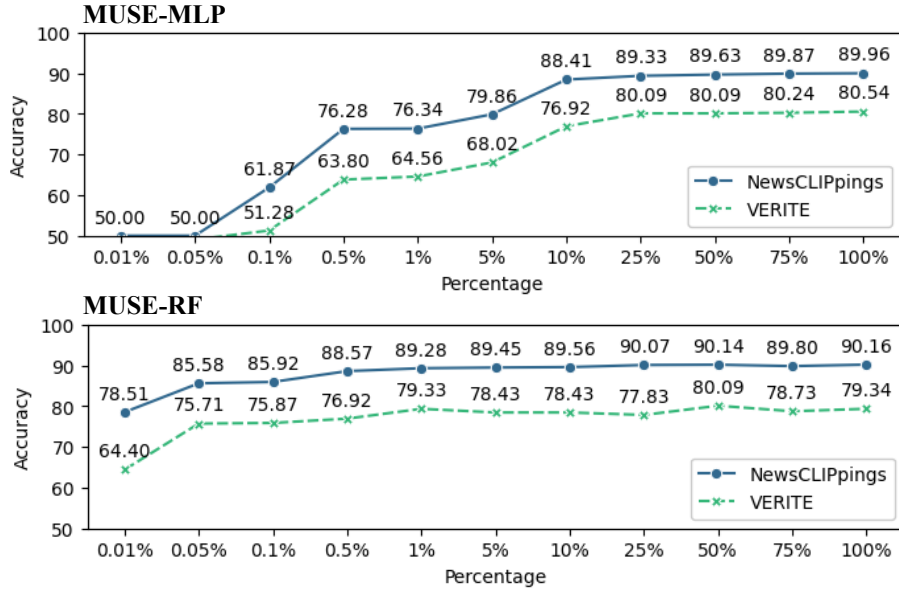 MUSE-MLP
100
90
80
70
60
50
Accuracy
50.00 50.00 61.87 76.28 76.34 79.86 88.41 89.33 89.63 89.87 89.96
51.28 63.80 64.56 68.02 76.92 80.09 80.09 80.24 80.54
NewsCLIPpings
VERITE
0.01% 0.05% 0.1% 0.5% 1% 5% 10% 25% 50% 75% 100%
Percentage
MUSE-RF
100
90
80
70
60
50
Accuracy
78.51 85.58 85.92 88.57 89.28 89.45 89.56 90.07 90.14 89.80 90.16
64.40 75.71 75.87 76.92 79.33 78.43 78.43 77.83 80.09 78.73 79.34
NewsCLIPpings
VERITE
0.01% 0.05% 0.1% 0.5% 1% 5% 10% 25% 50% 75% 100%
Percentage